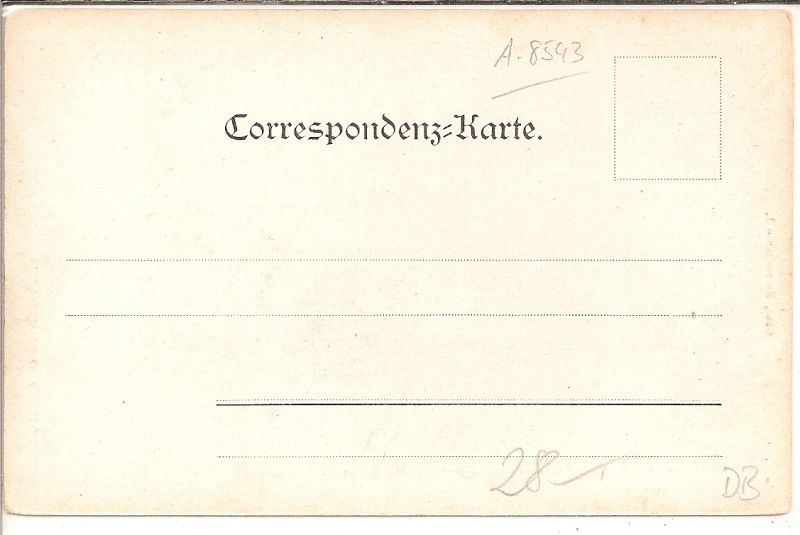 A. 8543
Correspondenz-Karte.
28-
DB